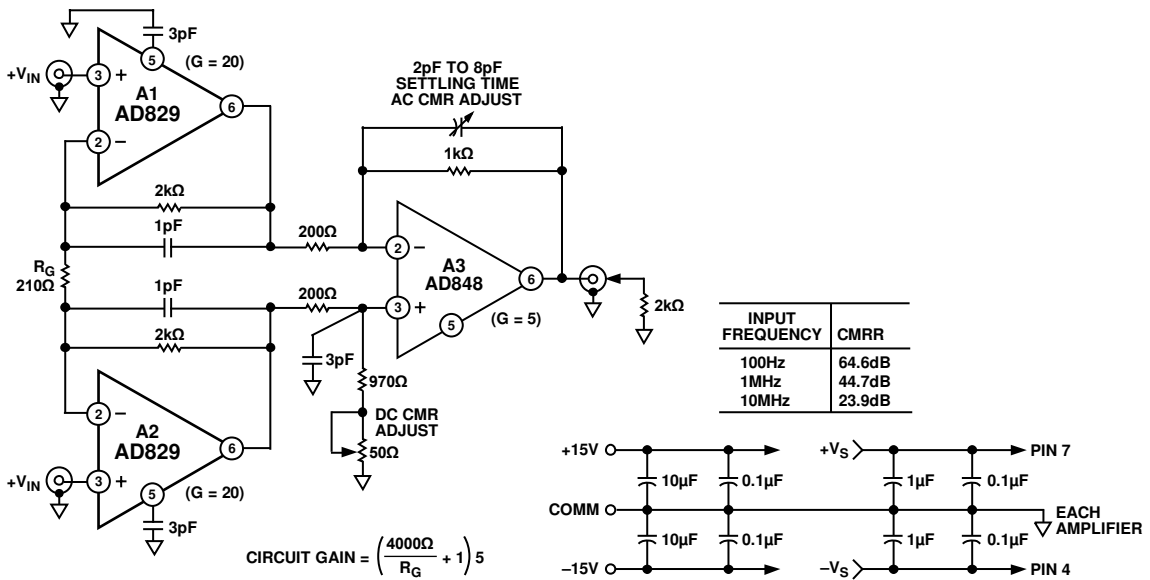 3pF
5
(G = 20)
+VIN
3
+
A1
AD829
6
2
–
2kΩ
1pF
RG
210Ω
1pF
2kΩ
2
–
A2
AD829
6
+VIN
3
+
5
(G = 20)
3pF
200Ω
200Ω
2pF TO 8pF
SETTLING TIME
AC CMR ADJUST
1kΩ
2
–
A3
AD848
6
3
+
5
(G = 5)
3pF
970Ω
DC CMR
ADJUST
50Ω
2kΩ
INPUT
FREQUENCY CMRR
100Hz 64.6dB
1MHz 44.7dB
10MHz 23.9dB
+15V
10µF 0.1µF
COMM
10µF 0.1µF
–15V
+VS PIN 7
1µF 0.1µF
EACH
AMPLIFIER
1µF 0.1µF
–VS PIN 4
CIRCUIT GAIN = (4000Ω/RG + 1) 5